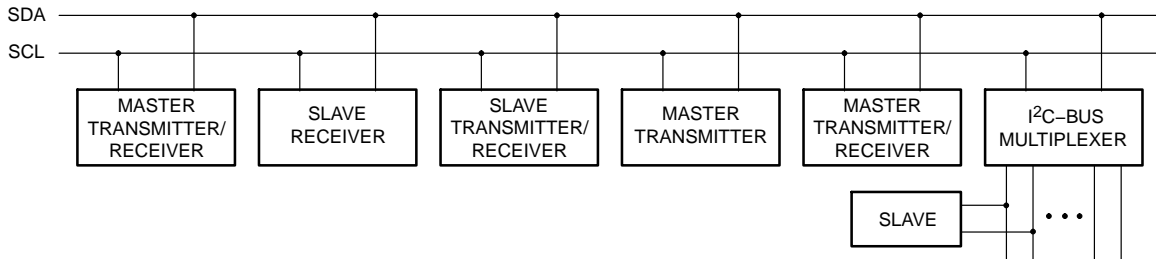 SDA
SCL
MASTER
TRANSMITTER/
RECEIVER
SLAVE
RECEIVER
SLAVE
TRANSMITTER/
RECEIVER
MASTER
TRANSMITTER
MASTER
TRANSMITTER/
RECEIVER
I²C–BUS
MULTIPLEXER
SLAVE